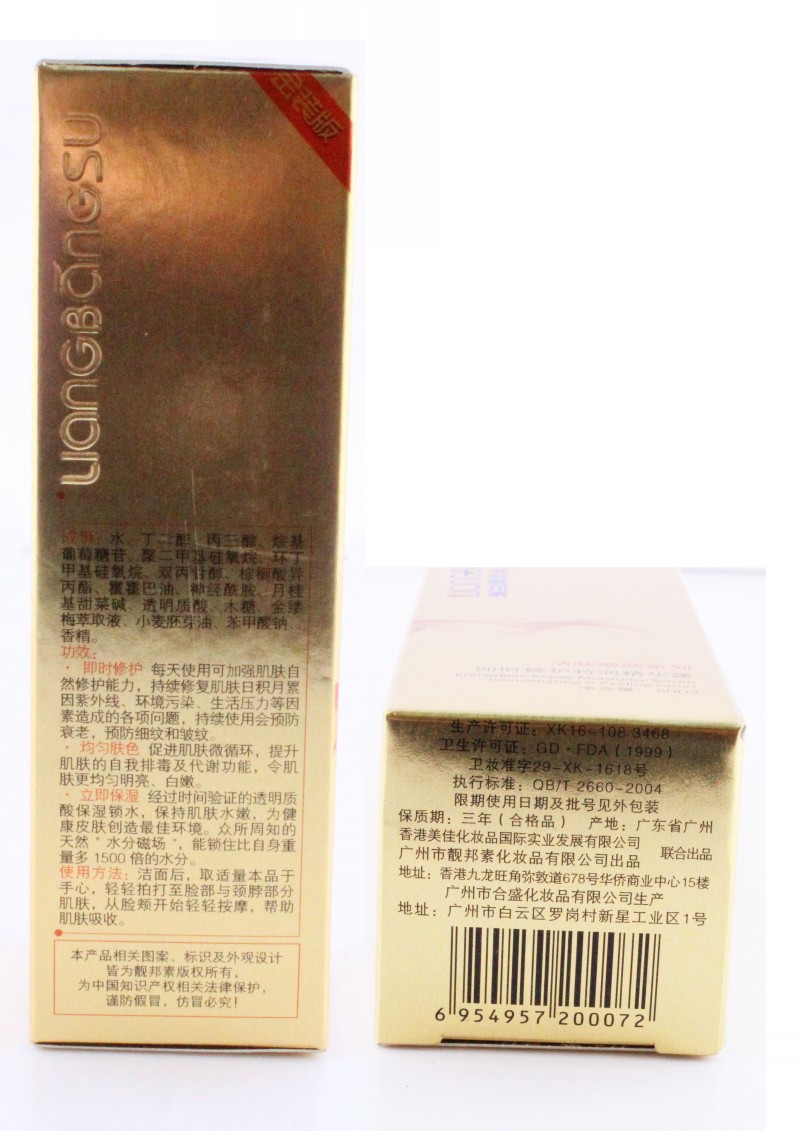 金装版
LIANGBANGSU
成份：水、丁二醇、丙三醇、烷基
葡萄糖苷、聚二甲基硅氧烷、环丁
甲基硅氧烷、双丙甘醇、棕榈酸异
丙酯、霍霍巴油、神经酰胺、月桂
基甜菜碱、透明质酸、木糖、金缕
梅萃取液、小麦胚芽油、苯甲酸钠、
香精。
功效：
· 即时修护 每天使用可加强肌肤自
然修护能力，持续修复肌肤日积月累
因紫外线、环境污染、生活压力等因
素造成的各项问题，持续使用会预防
衰老，预防细纹和皱纹。
· 均匀肤色 促进肌肤微循环，提升
肌肤的自我排毒及代谢功能，令肌
肤更均匀明亮、白嫩。
· 立即保湿 经过时间验证的透明质
酸保湿锁水，保持肌肤水嫩，为健
康皮肤创造最佳环境。众所周知的
天然"水分磁场"，能锁住比自身重
量多1500倍的水分。
使用方法：洁面后，取适量本品于
手心，轻轻拍打至脸部与颈脖部分
肌肤，从脸颊开始轻轻按摩，帮助
肌肤吸收。
本产品相关图案、标识及外观设计
皆为靓邦素版权所有，
为中国知识产权相关法律保护，
谨防假冒，仿冒必究！
生产许可证：XK16-108 3468
卫生许可证：GD·FDA（1999）
卫妆准字29-XK-1618号
执行标准：QB/T 2660-2004
限期使用日期及批号见外包装
保质期：三年（合格品） 产地：广东省广州
香港美佳化妆品国际实业发展有限公司
广州市靓邦素化妆品有限公司出品 联合出品
地址：香港九龙旺角弥敦道678号华侨商业中心15楼
广州市合盛化妆品有限公司生产
地址：广州市白云区罗岗村新星工业区1号
6 954957 200072